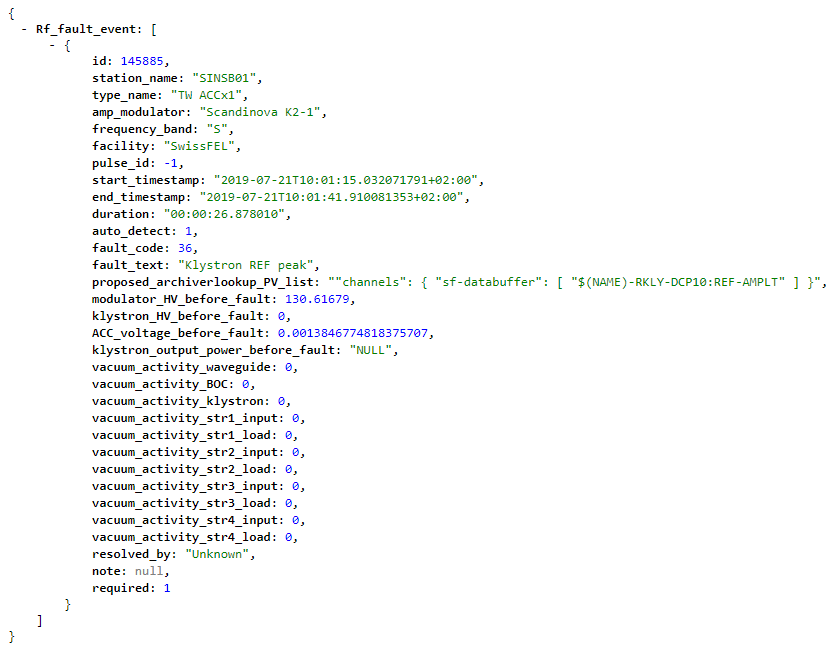 {
- Rf_fault_event: [
- {
id: 145885,
station_name: "SINSB01",
type_name: "TW ACCx1",
amp_modulator: "Scandinova K2-1",
frequency_band: "S",
facility: "SwissFEL",
pulse_id: -1,
start_timestamp: "2019-07-21T10:01:15.032071791+02:00",
end_timestamp: "2019-07-21T10:01:41.910081353+02:00",
duration: "00:00:26.878010",
auto_detect: 1,
fault_code: 36,
fault_text: "Klystron REF peak",
proposed_archiverlookup_PV_list: ""channels": { "sf-databuffer": [ "$(NAME)-RKLY-DCP10:REF-AMPLT" ] }",
modulator_HV_before_fault: 130.61679,
klystron_HV_before_fault: 0,
ACC_voltage_before_fault: 0.0013846774818375707,
klystron_output_power_before_fault: "NULL",
vacuum_activity_waveguide: 0,
vacuum_activity_BOC: 0,
vacuum_activity_klystron: 0,
vacuum_activity_str1_input: 0,
vacuum_activity_str1_load: 0,
vacuum_activity_str2_input: 0,
vacuum_activity_str2_load: 0,
vacuum_activity_str3_input: 0,
vacuum_activity_str3_load: 0,
vacuum_activity_str4_input: 0,
vacuum_activity_str4_load: 0,
resolved_by: "Unknown",
note: null,
required: 1
}
]
}